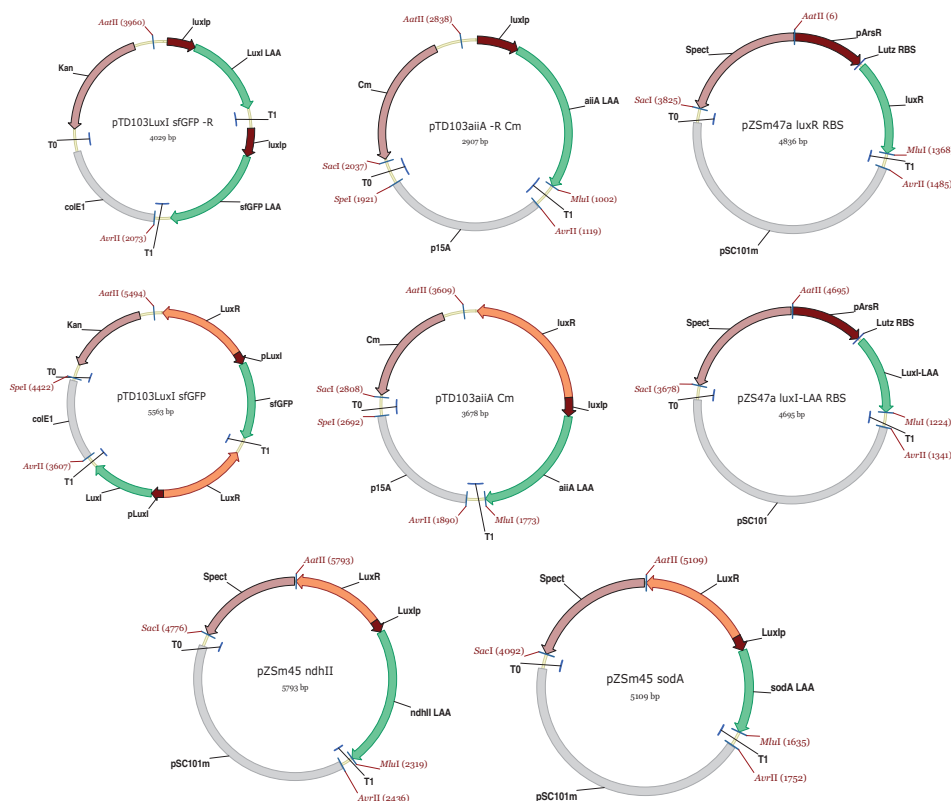 AatII (3960)
luxIp
LuxI LAA
Kan
pTD103LuxI sfGFP -R
4029 bp
T1
luxIp
T0
colE1
sfGFP LAA
AvrII (2073)
T1
AatII (2838)
luxIp
Cm
aiiA LAA
pTD103aiiA -R Cm
2907 bp
SacI (2037)
T0
SpeI (1921)
MluI (1002)
T1
AvrII (1119)
p15A
AatII (6)
pArsR
Spect
Lutz RBS
luxR
SacI (3825)
T0
pZSm47a luxR RBS
4836 bp
MluI (1368)
T1
AvrII (1485)
pSC101m
AatII (5494)
LuxR
Kan
pLuxI
T0
SpeI (4422)
pTD103LuxI sfGFP
5563 bp
sfGFP
colE1
T1
AvrII (3607)
T1
LuxI
pLuxI
LuxR
AatII (3609)
luxR
Cm
SacI (2808)
T0
SpeI (2692)
pTD103aiiA Cm
3678 bp
luxIp
p15A
aiiA LAA
AvrII (1890)
MluI (1773)
T1
AatII (4695)
pArsR
Spect
Lutz RBS
LuxI-LAA
SacI (3678)
T0
pZS47a luxI-LAA RBS
4695 bp
MluI (1224)
T1
AvrII (1341)
pSC101
AatII (5793)
LuxR
Spect
LuxIp
SacI (4776)
T0
pZSm45 ndhII
5793 bp
ndhII LAA
pSC101m
MluI (2319)
T1
AvrII (2436)
AatII (5109)
LuxR
Spect
LuxIp
SacI (4092)
T0
pZSm45 sodA
5109 bp
sodA LAA
MluI (1635)
T1
AvrII (1752)
pSC101m